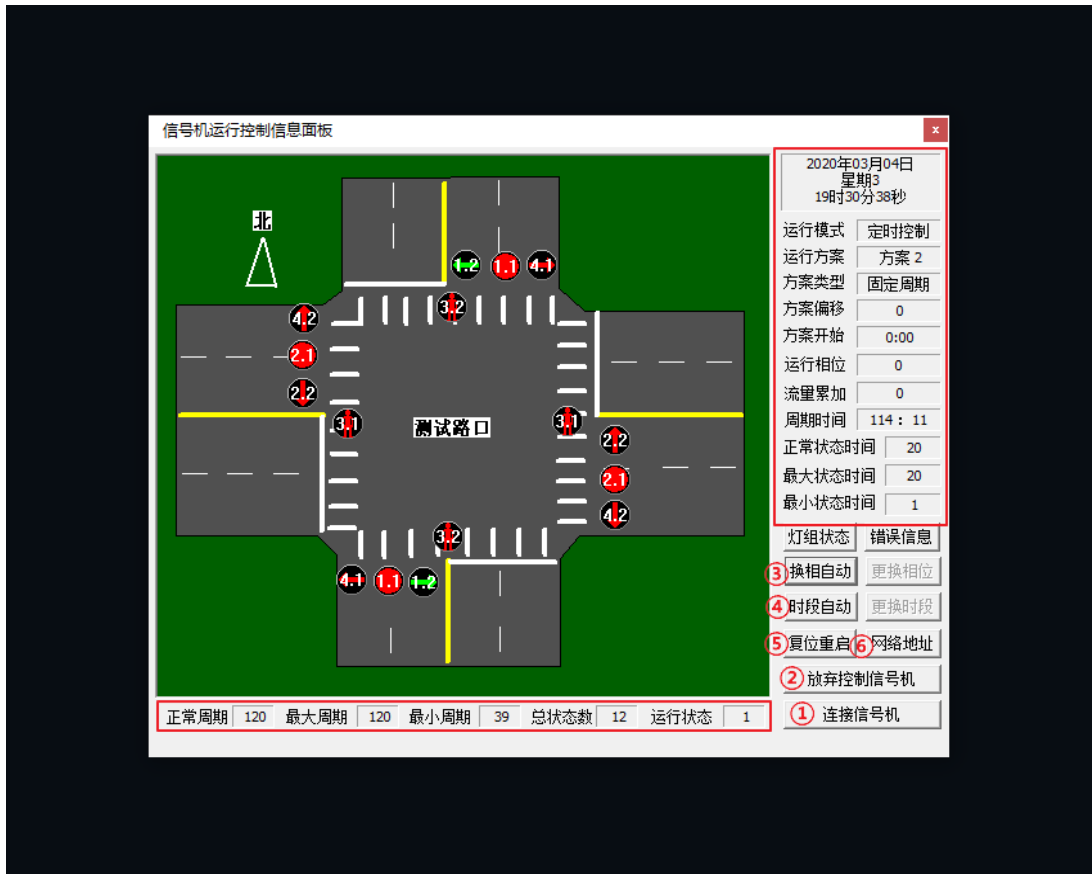 信号机运行控制信息面板
x
2020年03月04日
星期3
19时30分38秒
运行模式 定时控制
运行方案 方案 2
方案类型 固定周期
方案偏移 0
方案开始 0:00
运行相位 0
流量累加 0
周期时间 114 : 11
正常状态时间 20
最大状态时间 20
最小状态时间 1
灯组状态 错误信息
③ 换相自动 更换相位
④ 时段自动 更换时段
⑤ 复位重启 ⑥ 网络地址
② 放弃控制信号机
① 连接信号机
北
1.2 1.1 4.1
3.2
4.2
2.1
2.2
3.1 测试路口 3.1
2.2
2.1
4.2
3.2
4.1 1.1 1.2
正常周期 120 最大周期 120 最小周期 39 总状态数 12 运行状态 1